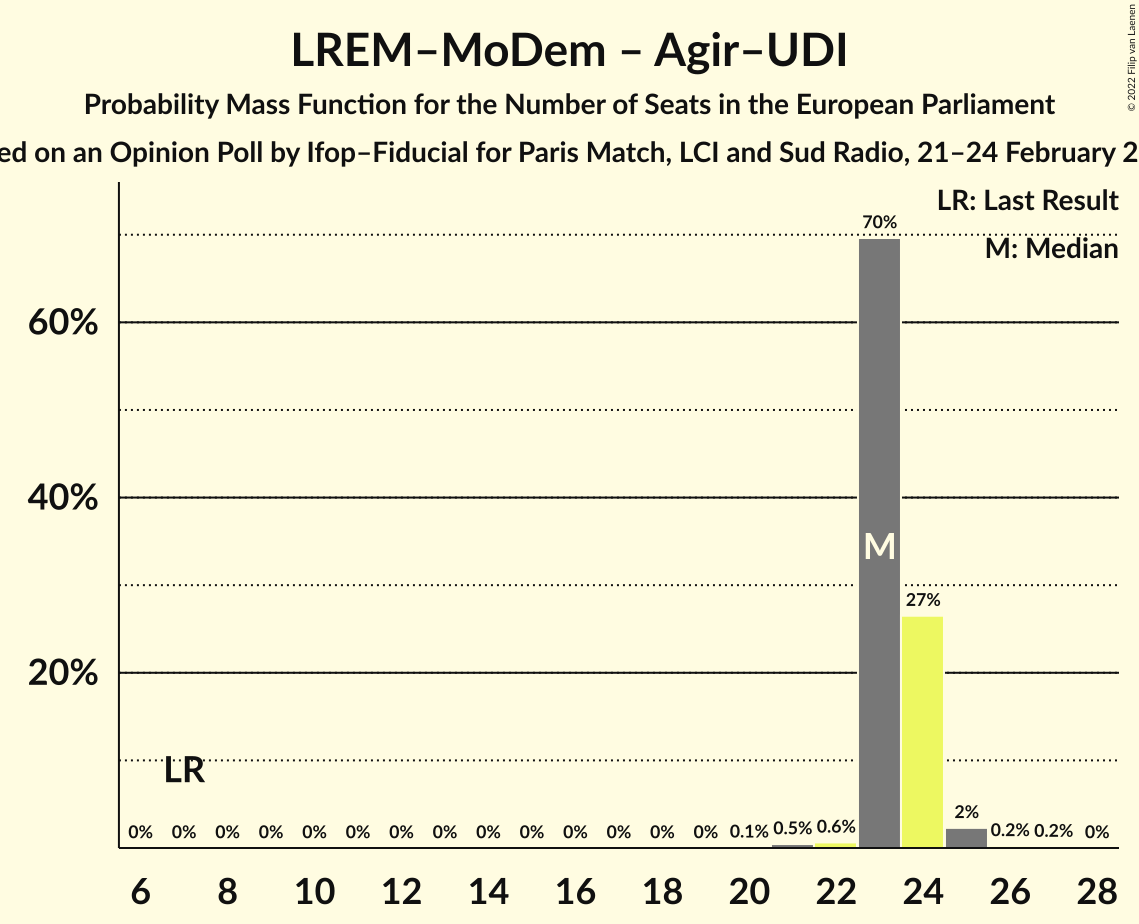 LREM–MoDem – Agir–UDI
Probability Mass Function for the Number of Seats in the European Parliament
ed on an Opinion Poll by Ifop–Fiducial for Paris Match, LCI and Sud Radio, 21–24 February 2
© 2022 Filip van Laenen
LR: Last Result
M: Median
70%
60%
40%
M
27%
20%
LR
0% 0% 0% 0% 0% 0% 0% 0% 0% 0% 0% 0% 0% 0% 0.1% 0.5% 0.6% 2% 0.2% 0.2% 0%
6 8 10 12 14 16 18 20 22 24 26 28